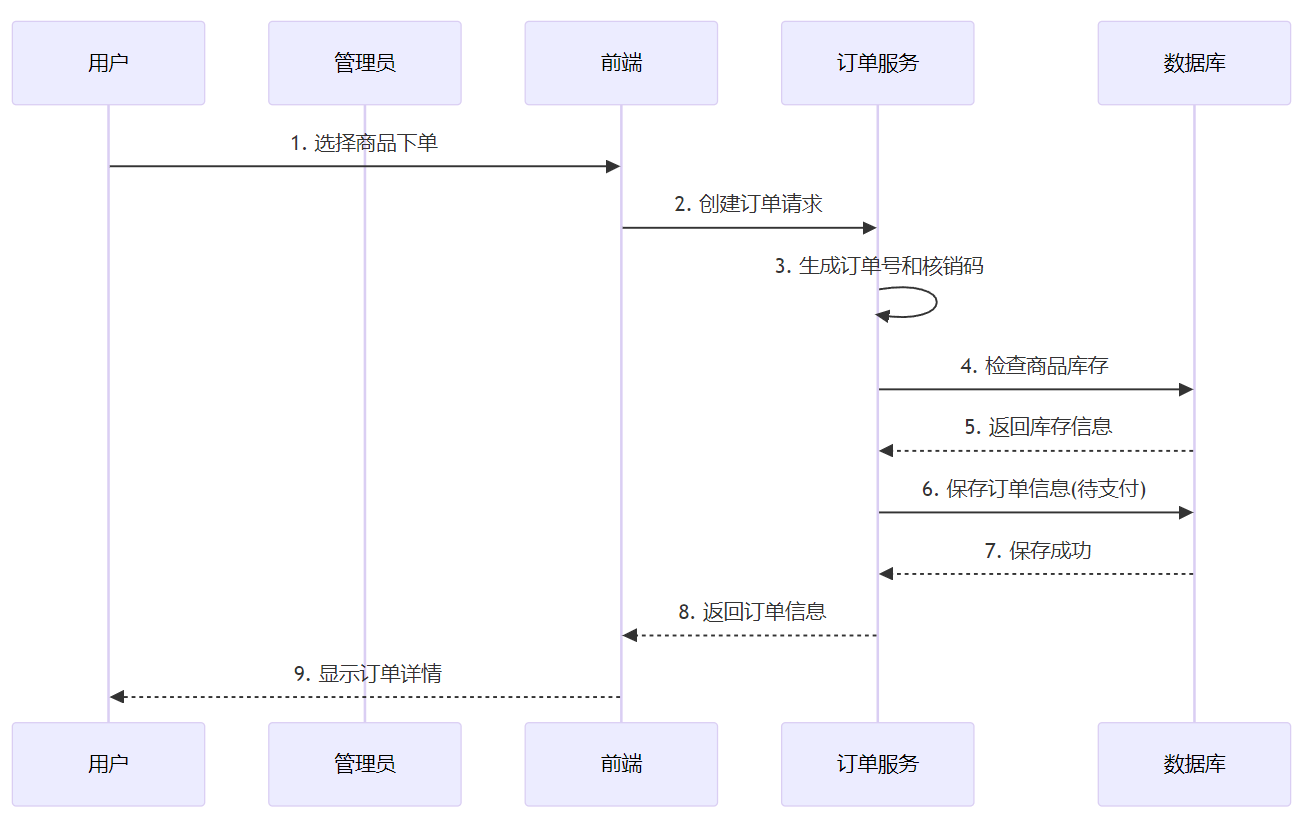 用户
管理员
前端
订单服务
数据库
1. 选择商品下单
2. 创建订单请求
3. 生成订单号和核销码
4. 检查商品库存
5. 返回库存信息
6. 保存订单信息(待支付)
7. 保存成功
8. 返回订单信息
9. 显示订单详情
用户
管理员
前端
订单服务
数据库